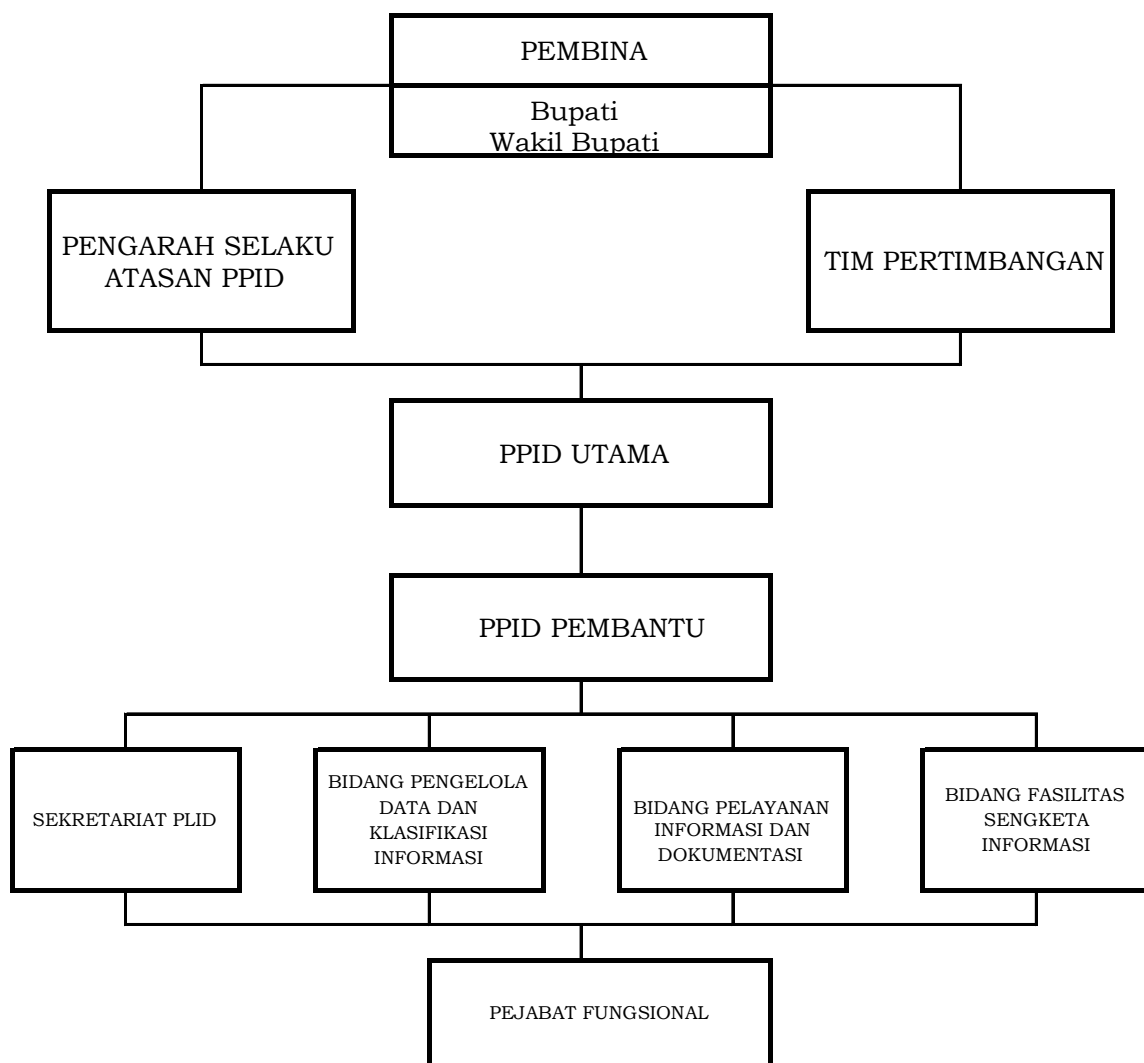 PEMBINA
Bupati
Wakil Bupati
PENGARAH SELAKU
ATASAN PPID
TIM PERTIMBANGAN
PPID UTAMA
PPID PEMBANTU
SEKRETARIAT PLID
BIDANG PENGELOLA
DATA DAN
KLASIFIKASI
INFORMASI
BIDANG PELAYANAN
INFORMASI DAN
DOKUMENTASI
BIDANG FASILITAS
SENGKETA
INFORMASI
PEJABAT FUNGSIONAL